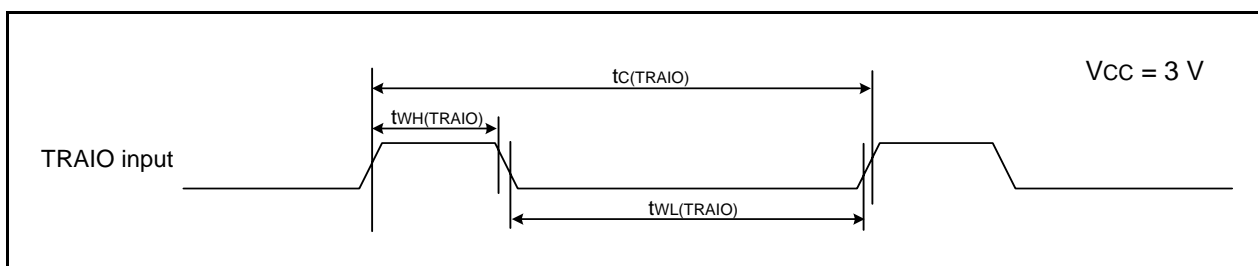 tC(TRAIO)
VCC = 3 V
tWH(TRAIO)
TRAIO input
tWL(TRAIO)